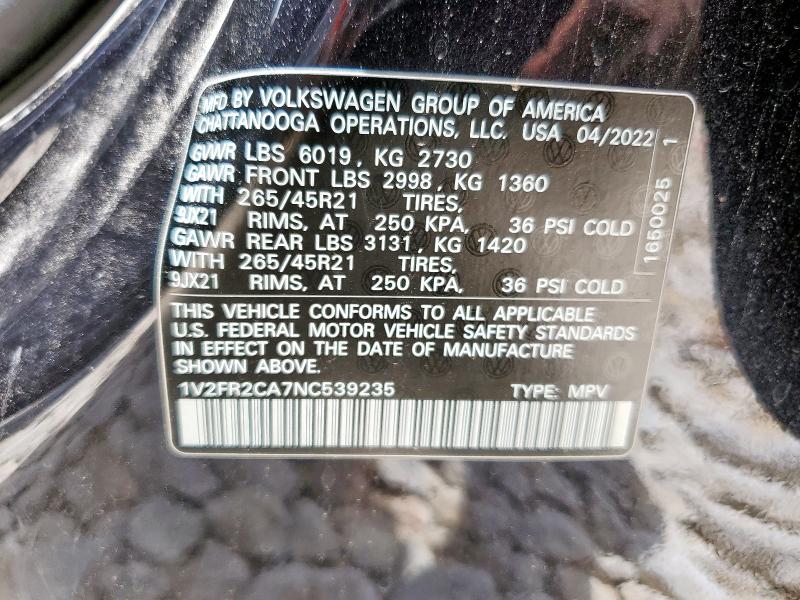 MFD BY VOLKSWAGEN GROUP OF AMERICA
CHATTANOOGA OPERATIONS, LLC. USA 04/2022
GVWR LBS 6019, KG 2730
GAWR FRONT LBS 2998, KG 1360
WITH 265/45R21 TIRES,
9JX21 RIMS, AT 250 KPA, 36 PSI COLD
GAWR REAR LBS 3131, KG 1420
WITH 265/45R21 TIRES,
9JX21 RIMS, AT 250 KPA, 36 PSI COLD
1650025 1
THIS VEHICLE CONFORMS TO ALL APPLICABLE
U.S. FEDERAL MOTOR VEHICLE SAFETY STANDARDS
IN EFFECT ON THE DATE OF MANUFACTURE
SHOWN ABOVE.
1V2FR2CA7NC539235 TYPE: MPV